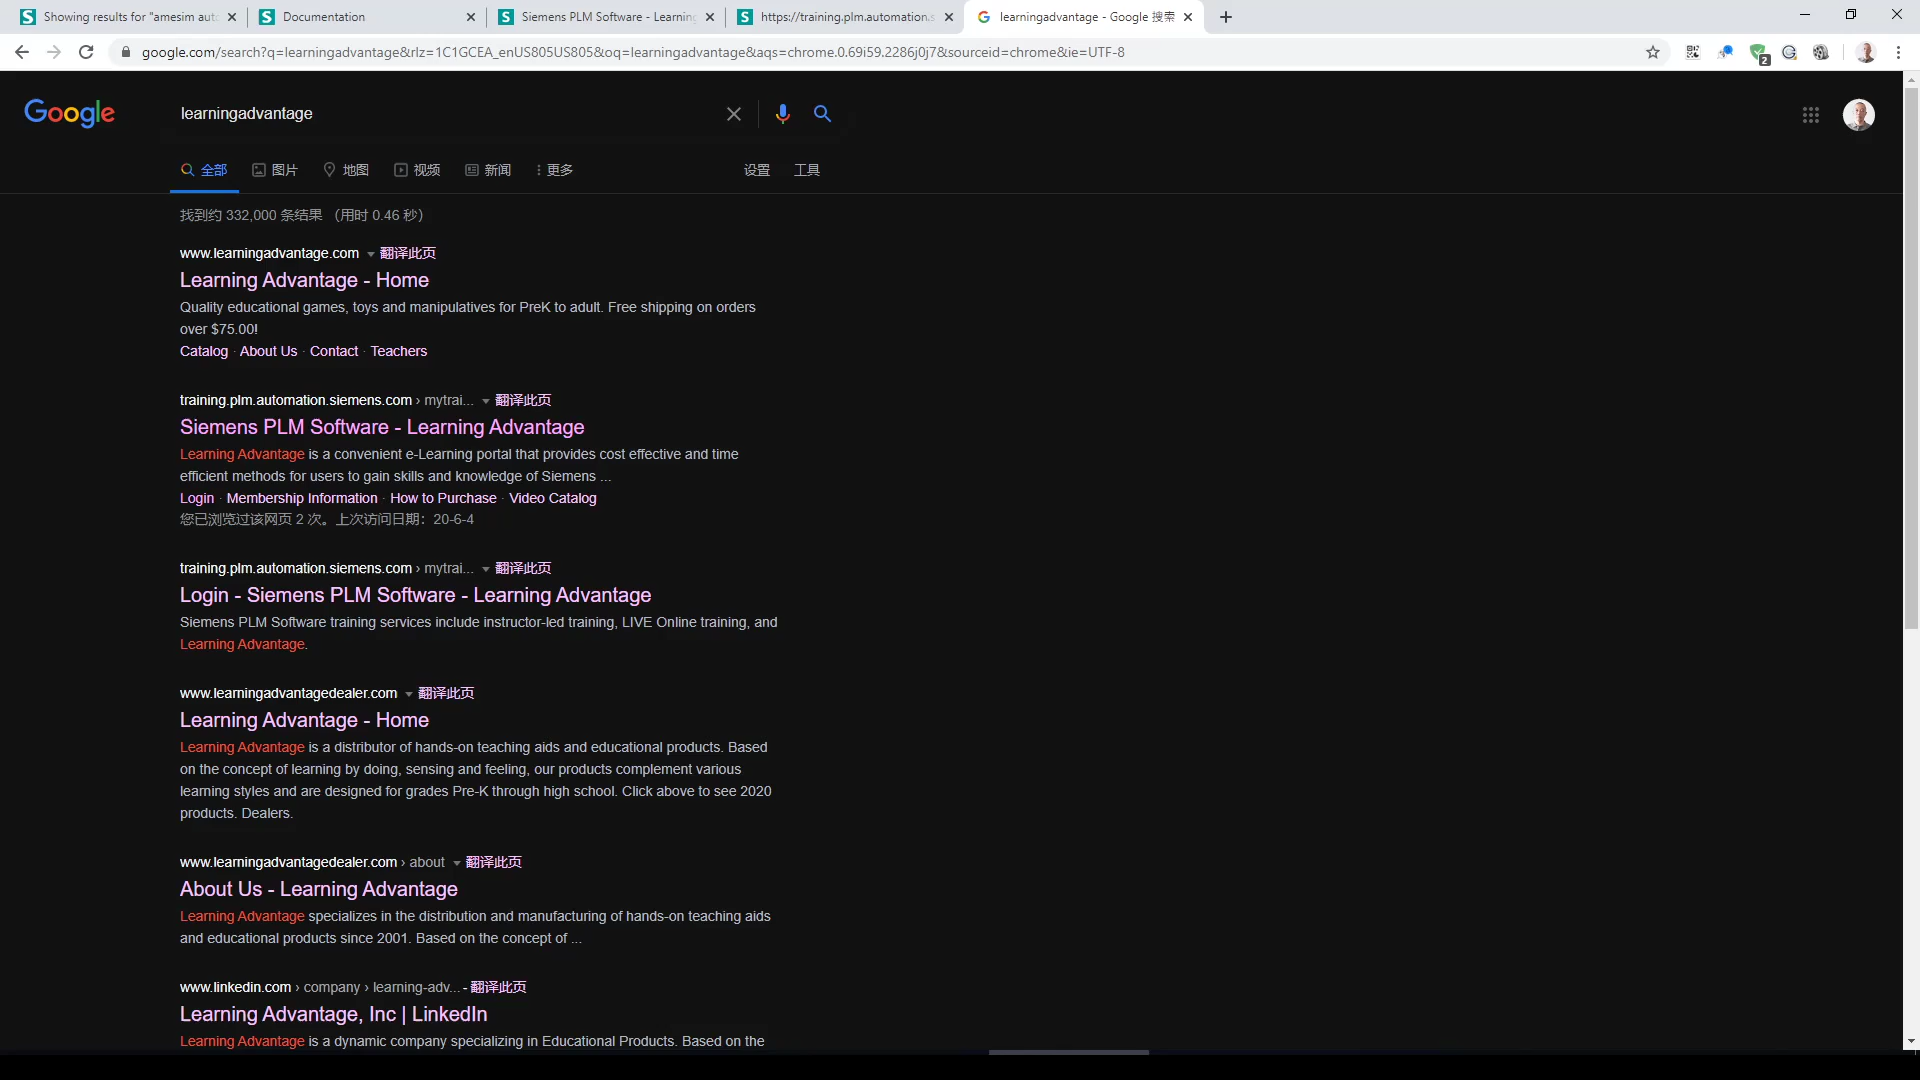 Showing results for "amesim aut
Documentation
Siemens PLM Software - Learning
https://training.plm.automation.s
learningadvantage - Google 搜索
google.com/search?q=learningadvantage&rlz=1C1GCEA_enUS805US805&oq=learningadvantage&aqs=chrome.0.69i59.2286j0j7&sourceid=chrome&ie=UTF-8
2
Google
learningadvantage
全部 图片 地图 视频 新闻 更多 设置 工具
找到约 332,000 条结果 （用时 0.46 秒）
www.learningadvantage.com 翻译此页
Learning Advantage - Home
Quality educational games, toys and manipulatives for PreK to adult. Free shipping on orders
over $75.00!
Catalog · About Us · Contact · Teachers
training.plm.automation.siemens.com › mytrai... 翻译此页
Siemens PLM Software - Learning Advantage
Learning Advantage is a convenient e-Learning portal that provides cost effective and time
efficient methods for users to gain skills and knowledge of Siemens ...
Login · Membership Information · How to Purchase · Video Catalog
您已浏览过该网页 2 次。上次访问日期：20-6-4
training.plm.automation.siemens.com › mytrai... 翻译此页
Login - Siemens PLM Software - Learning Advantage
Siemens PLM Software training services include instructor-led training, LIVE Online training, and
Learning Advantage.
www.learningadvantagedealer.com 翻译此页
Learning Advantage - Home
Learning Advantage is a distributor of hands-on teaching aids and educational products. Based
on the concept of learning by doing, sensing and feeling, our products complement various
learning styles and are designed for grades Pre-K through high school. Click above to see 2020
products. Dealers.
www.learningadvantagedealer.com › about 翻译此页
About Us - Learning Advantage
Learning Advantage specializes in the distribution and manufacturing of hands-on teaching aids
and educational products since 2001. Based on the concept of ...
www.linkedin.com › company › learning-adv... - 翻译此页
Learning Advantage, Inc | LinkedIn
Learning Advantage is a dynamic company specializing in Educational Products. Based on the